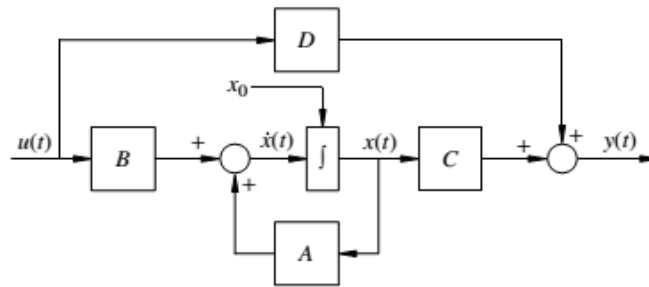 D
x₀
u(t)
B
+
ẋ(t)
∫
x(t)
C
+
+
y(t)
+
A